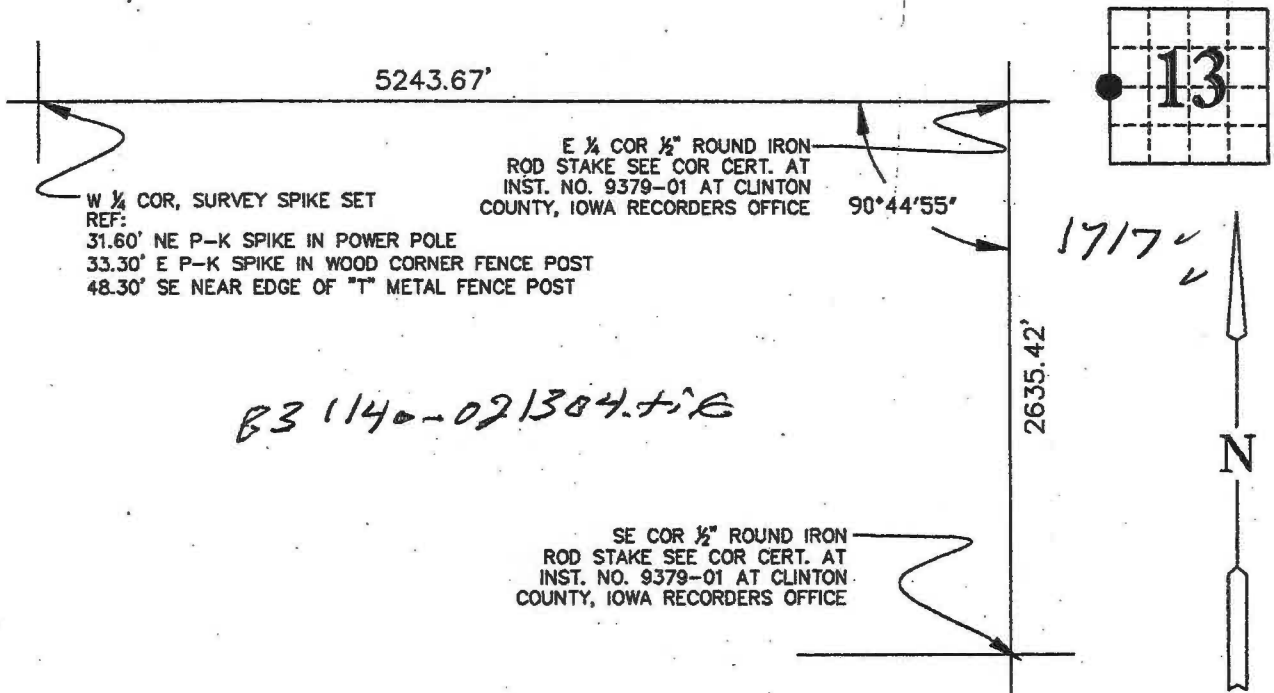 13
5243.67'
E ¼ COR ½" ROUND IRON
ROD STAKE SEE COR CERT. AT
INST. NO. 9379-01 AT CLINTON
COUNTY, IOWA RECORDERS OFFICE
90°44'55"
W ¼ COR, SURVEY SPIKE SET
REF:
31.60' NE P-K SPIKE IN POWER POLE
33.30' E P-K SPIKE IN WOOD CORNER FENCE POST
48.30' SE NEAR EDGE OF "T" METAL FENCE POST
1717
2635.42'
831140-021304.tie
N
SE COR ½" ROUND IRON
ROD STAKE SEE COR CERT. AT
INST. NO. 9379-01 AT CLINTON
COUNTY, IOWA RECORDERS OFFICE